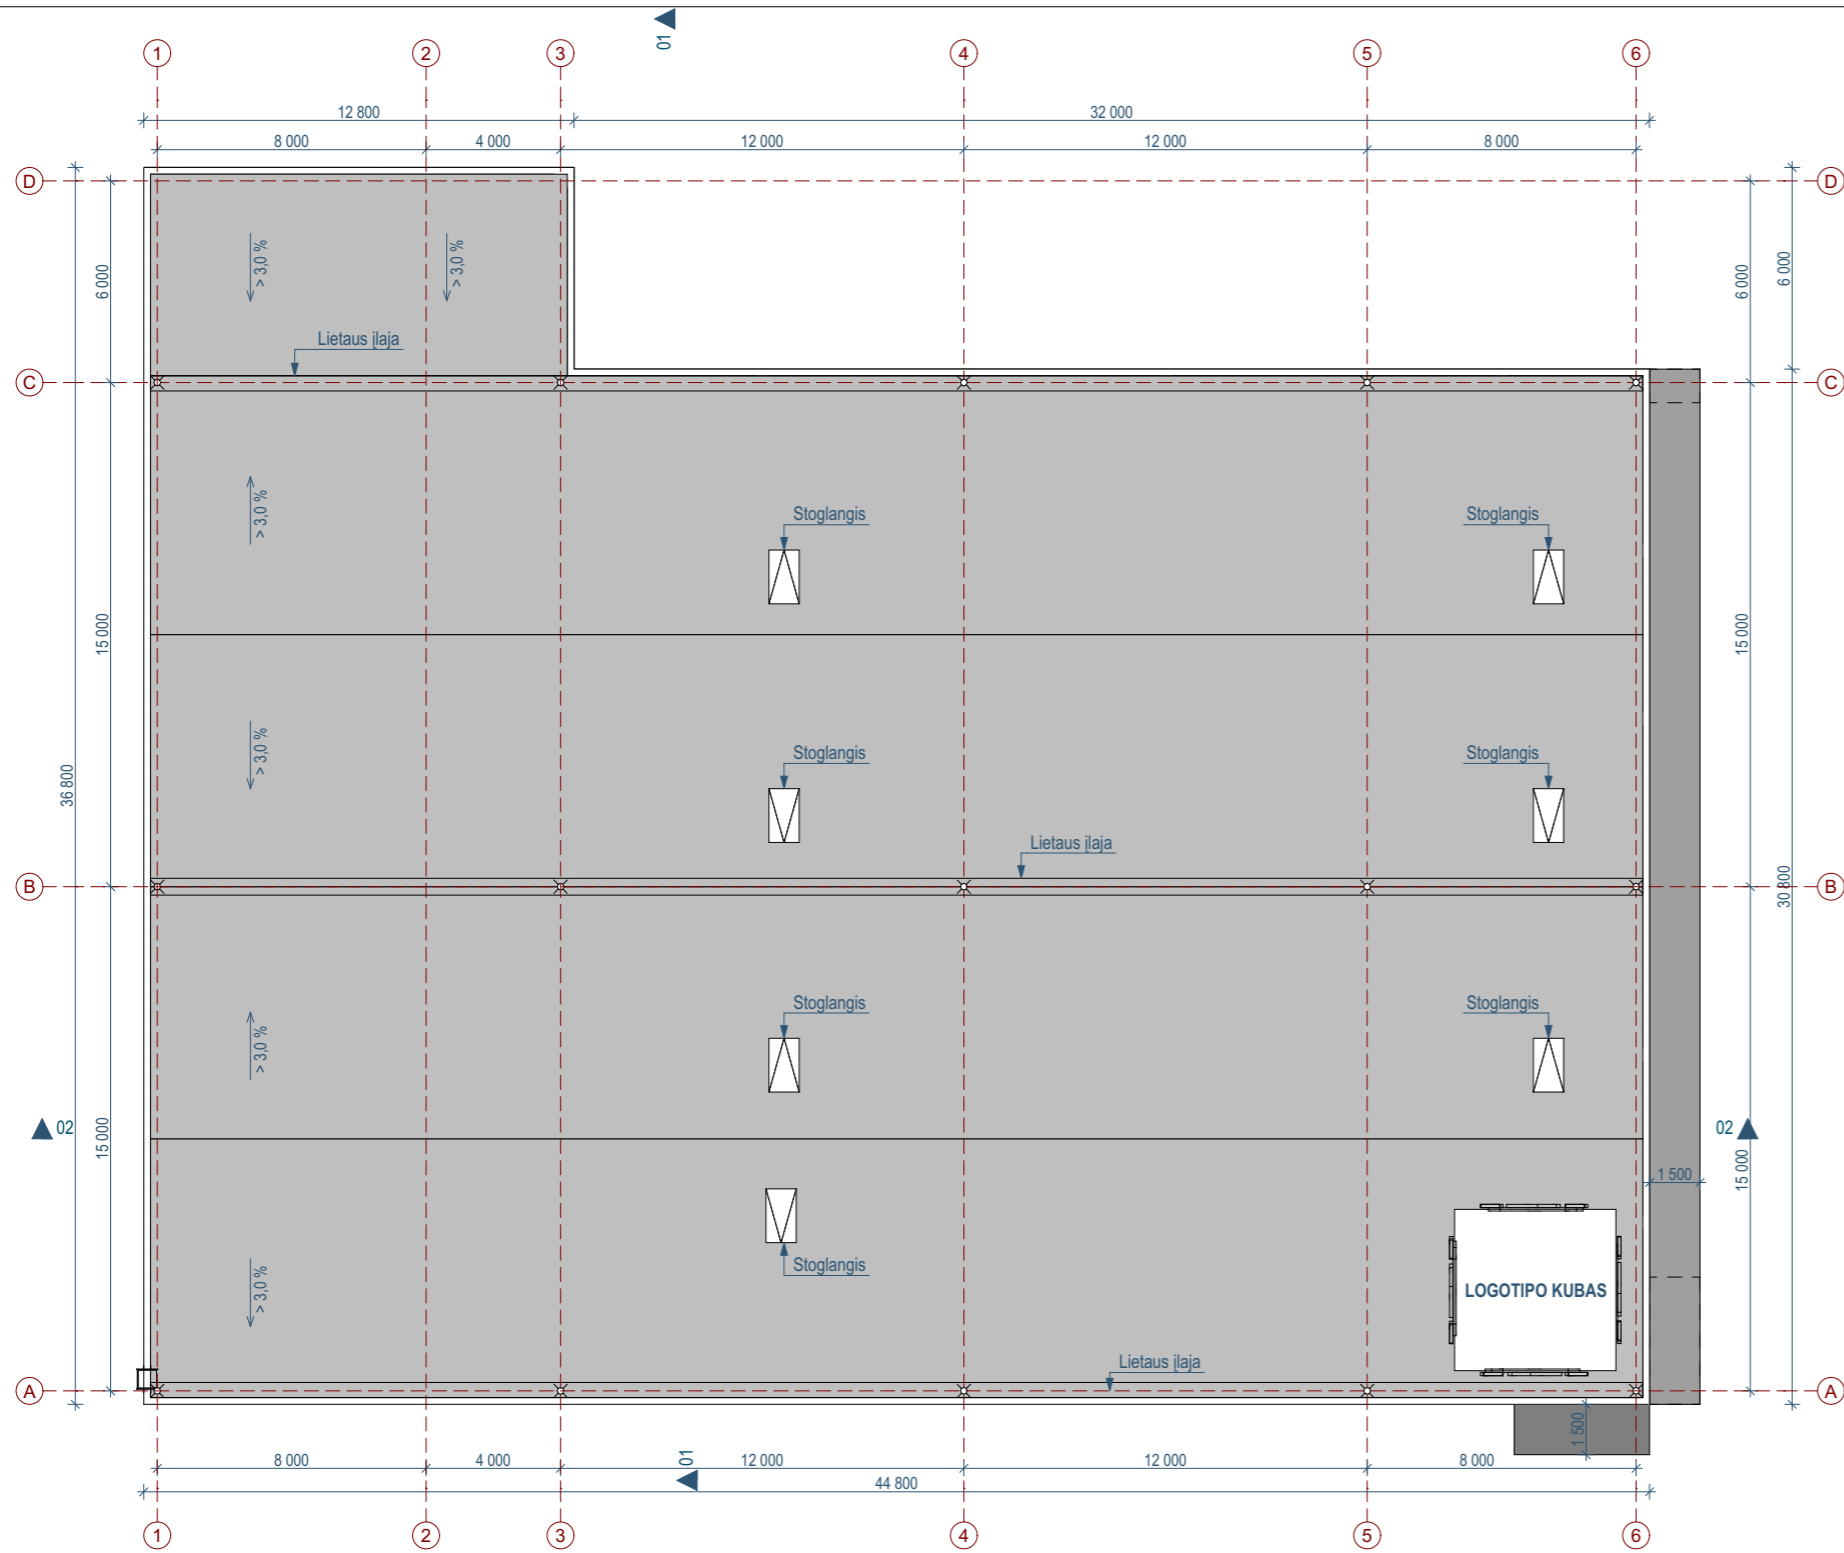 01
1 2 3 4 5 6
12 800 32 000
8 000 4 000 12 000 12 000 8 000
D D
> 3,0 % > 3,0 %
6 000 6 000 6 000
Lietaus įlaja
C C
> 3,0 %
Stoglangis Stoglangis
15 000 15 000
> 3,0 %
Stoglangis Stoglangis
36 800
Lietaus įlaja
B B
30 800
Stoglangis Stoglangis
> 3,0 %
02 02
15 000 15 000
1 500
Stoglangis
> 3,0 %
LOGOTIPO KUBAS
Lietaus įlaja
A A
1 500
01
8 000 4 000 12 000 12 000 8 000
44 800
1 2 3 4 5 6